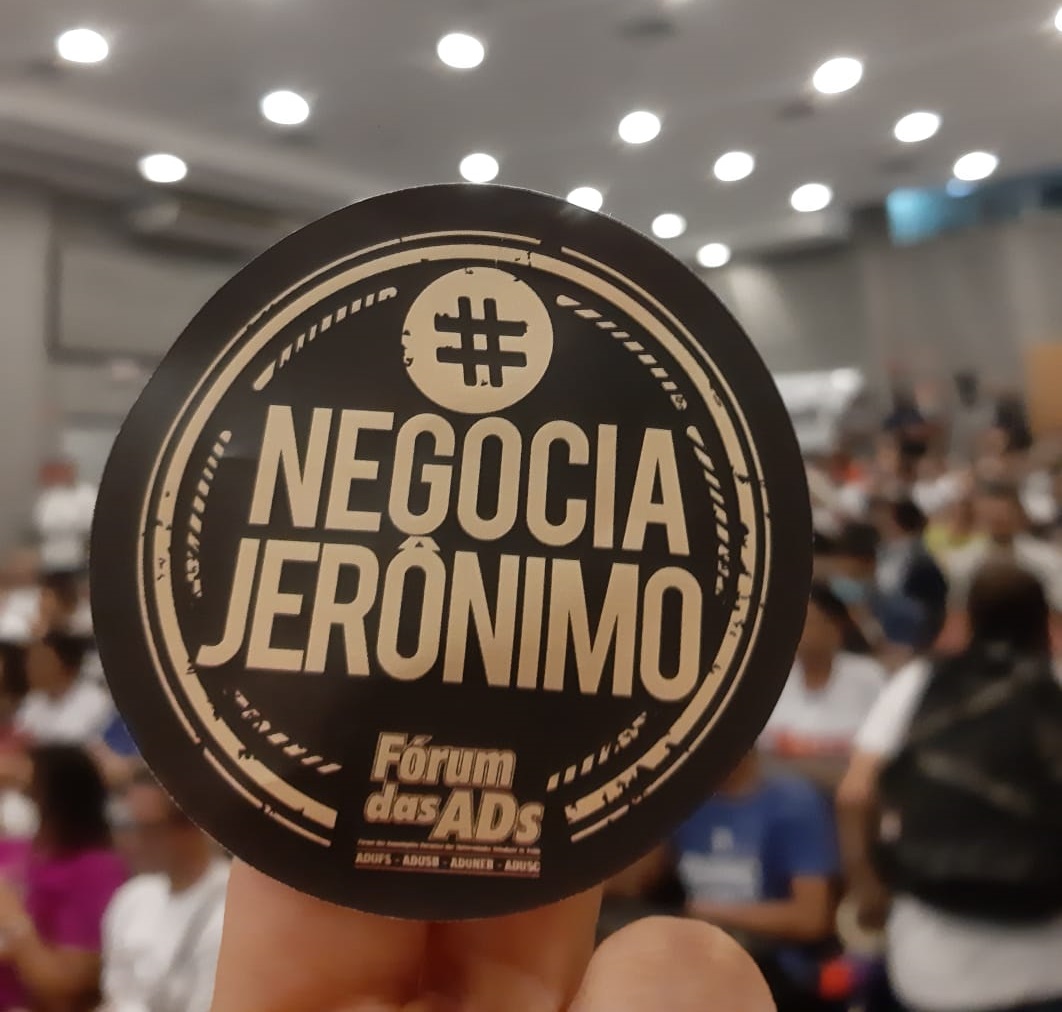 #
NEGOCIA
JERÔNIMO
Fórum
das ADs
ADUFS - ADUSB - ADUNEB - ADUSC